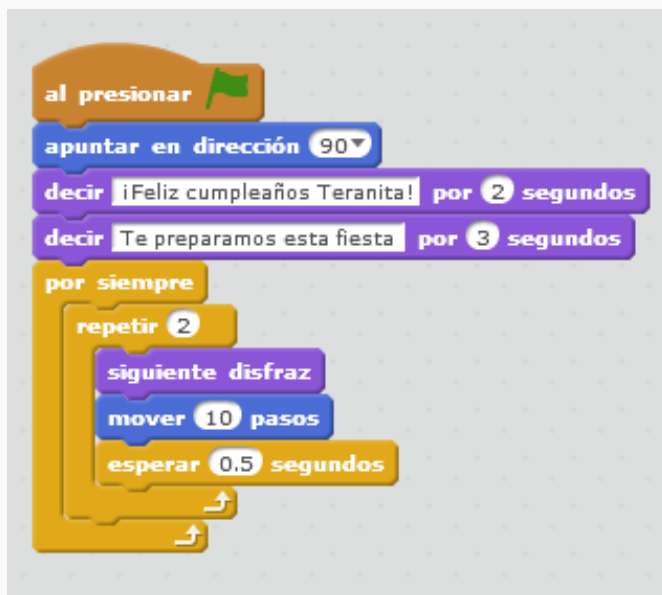 al presionar
apuntar en dirección 90
decir ¡Feliz cumpleaños Teranita! por 2 segundos
decir Te preparamos esta fiesta por 3 segundos
por siempre
repetir 2
siguiente disfraz
mover 10 pasos
esperar 0.5 segundos